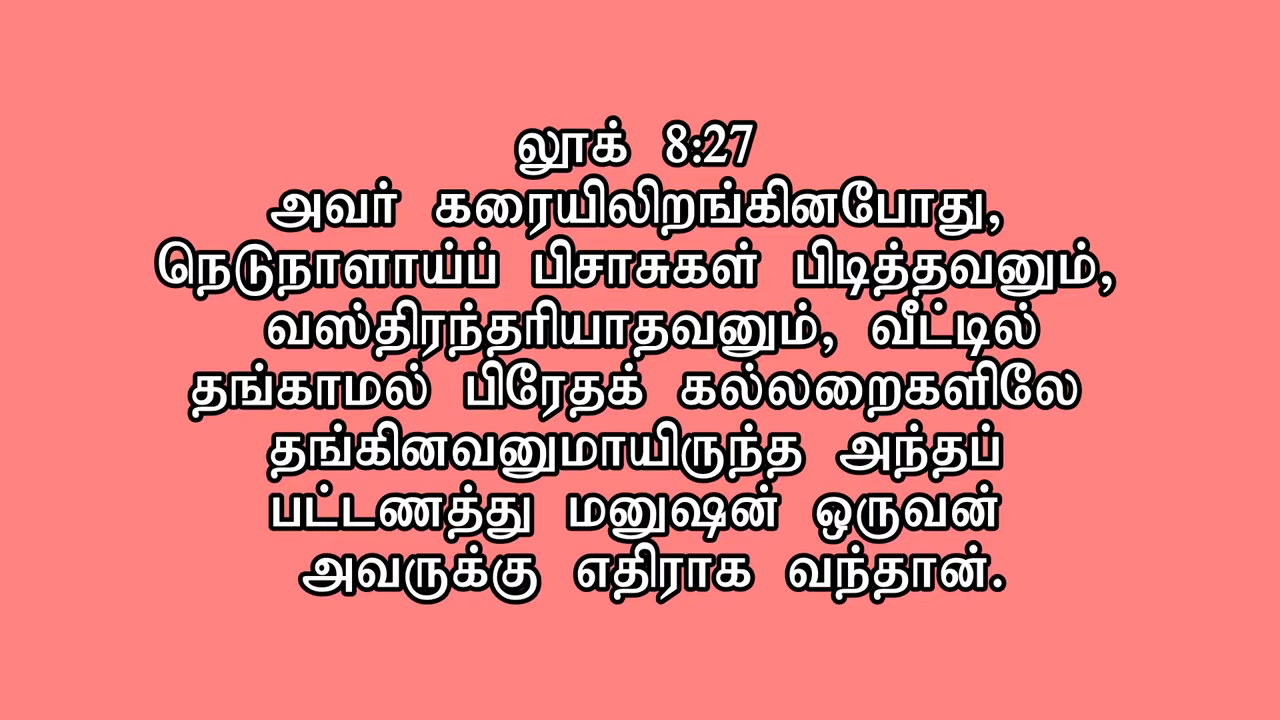 லூக் 8:27
அவர் கரையிலிறங்கினபோது,
நெடுநாளாய்ப் பிசாசுகள் பிடித்தவனும்,
வஸ்திரந்தரியாதவனும், வீட்டில்
தங்காமல் பிரேதக் கல்லறைகளிலே
தங்கினவனுமாயிருந்த அந்தப்
பட்டணத்து மனுஷன் ஒருவன்
அவருக்கு எதிராக வந்தான்.